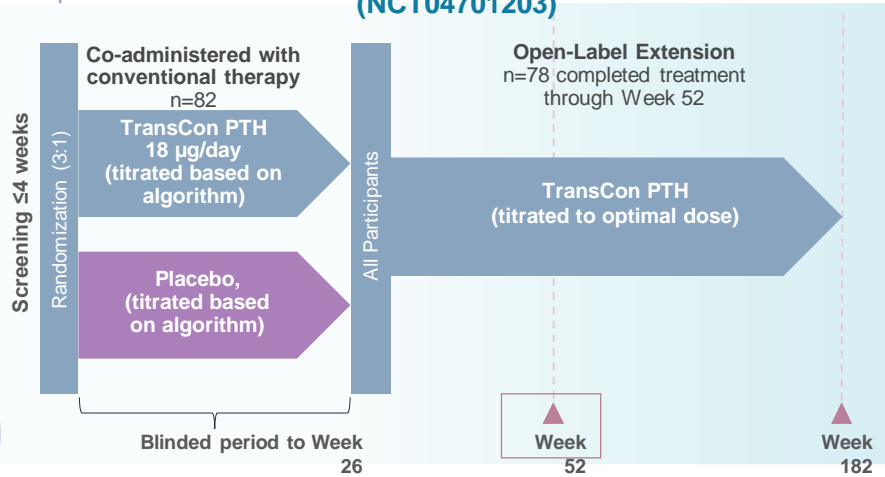 (NCT04701203)
Screening ≤4 weeks
Randomization (3:1)
Co-administered with
conventional therapy
n=82
TransCon PTH
18 µg/day
(titrated based on
algorithm)
Placebo,
(titrated based
on algorithm)
All Participants
Open-Label Extension
n=78 completed treatment
through Week 52
TransCon PTH
(titrated to optimal dose)
Blinded period to Week
26
Week
52
Week
182